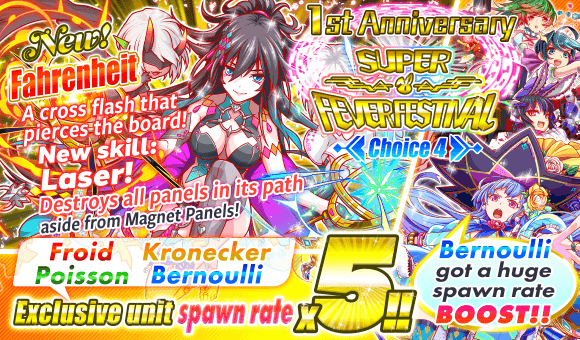 New!
Fahrenheit
A cross flash that
pierces the board!
New skill:
Laser!
Destroys all panels in its path
aside from Magnet Panels!
1st Anniversary
SUPER
FEVERFESTIVAL
Choice 4
Froid Kronecker
Poisson Bernoulli
Exclusive unit spawn rate x5!!
Bernoulli
got a huge
spawn rate
BOOST!!